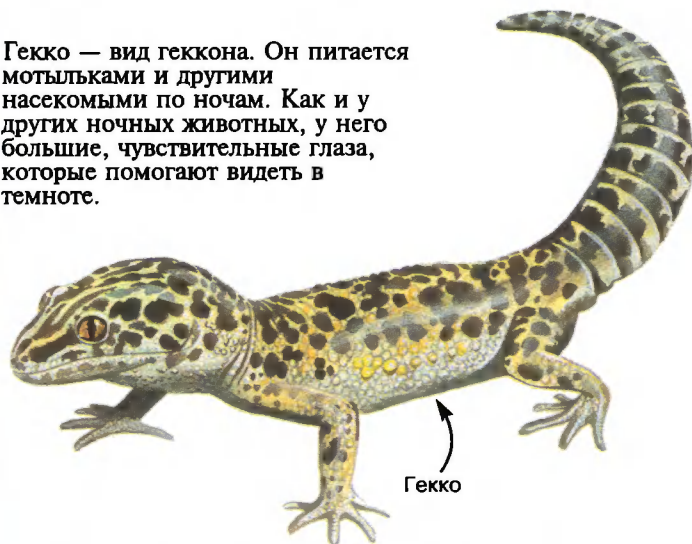 Гекко — вид геккона. Он питается
мотыльками и другими
насекомыми по ночам. Как и у
других ночных животных, у него
большие, чувствительные глаза,
которые помогают видеть в
темноте.
Гекко